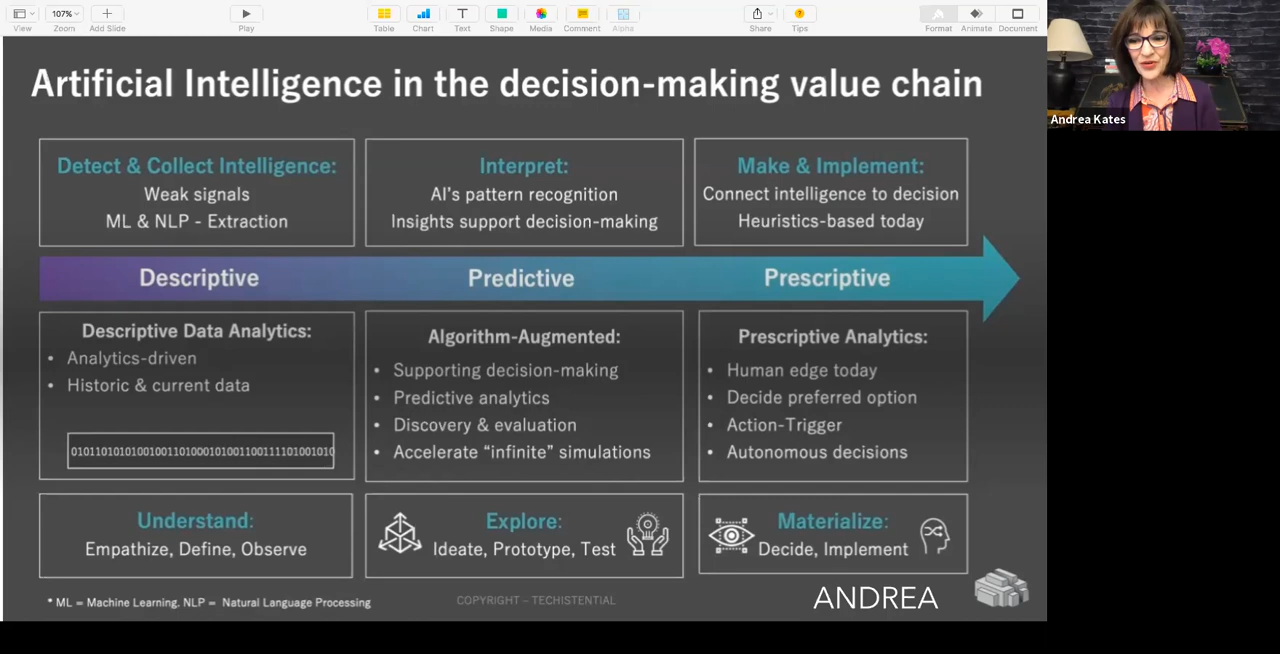 107%
View
Zoom
Add Slide
Play
Table
Chart
Text
Shape
Media
Comment
Alpha
Share
Tips
Format
Animate
Document
Andrea Kates
Artificial Intelligence in the decision-making value chain
Detect & Collect Intelligence:
Weak signals
ML & NLP - Extraction
Interpret:
AI's pattern recognition
Insights support decision-making
Make & Implement:
Connect intelligence to decision
Heuristics-based today
Descriptive
Predictive
Prescriptive
Descriptive Data Analytics:
• Analytics-driven
• Historic & current data
Algorithm-Augmented:
• Supporting decision-making
• Predictive analytics
• Discovery & evaluation
• Accelerate “infinite” simulations
Prescriptive Analytics:
• Human edge today
• Decide preferred option
• Action-Trigger
• Autonomous decisions
Understand:
Empathize, Define, Observe
Explore:
Ideate, Prototype, Test
Materialize:
Decide, Implement
* ML = Machine Learning, NLP = Natural Language Processing
COPYRIGHT – TECHISTENTIAL
ANDREA